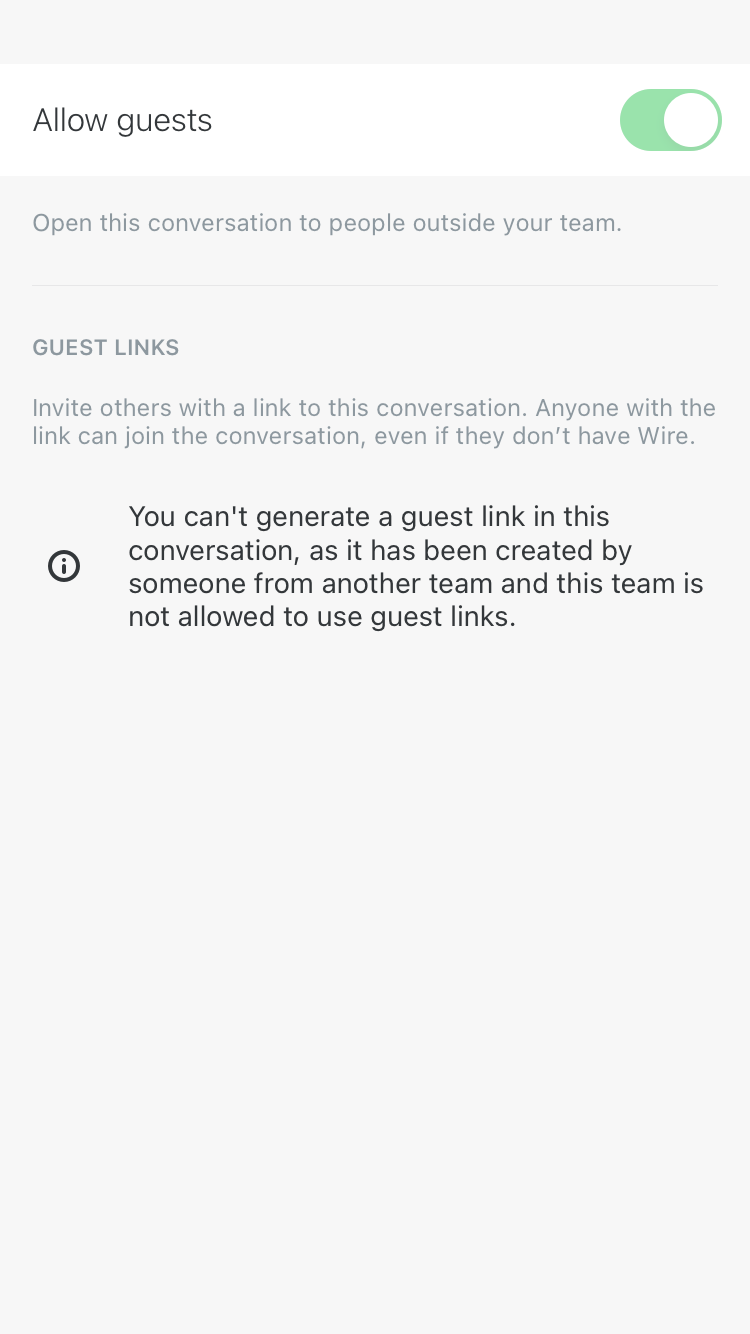 Allow guests
Open this conversation to people outside your team.
GUEST LINKS
Invite others with a link to this conversation. Anyone with the
link can join the conversation, even if they don’t have Wire.
You can't generate a guest link in this
conversation, as it has been created by
someone from another team and this team is
not allowed to use guest links.